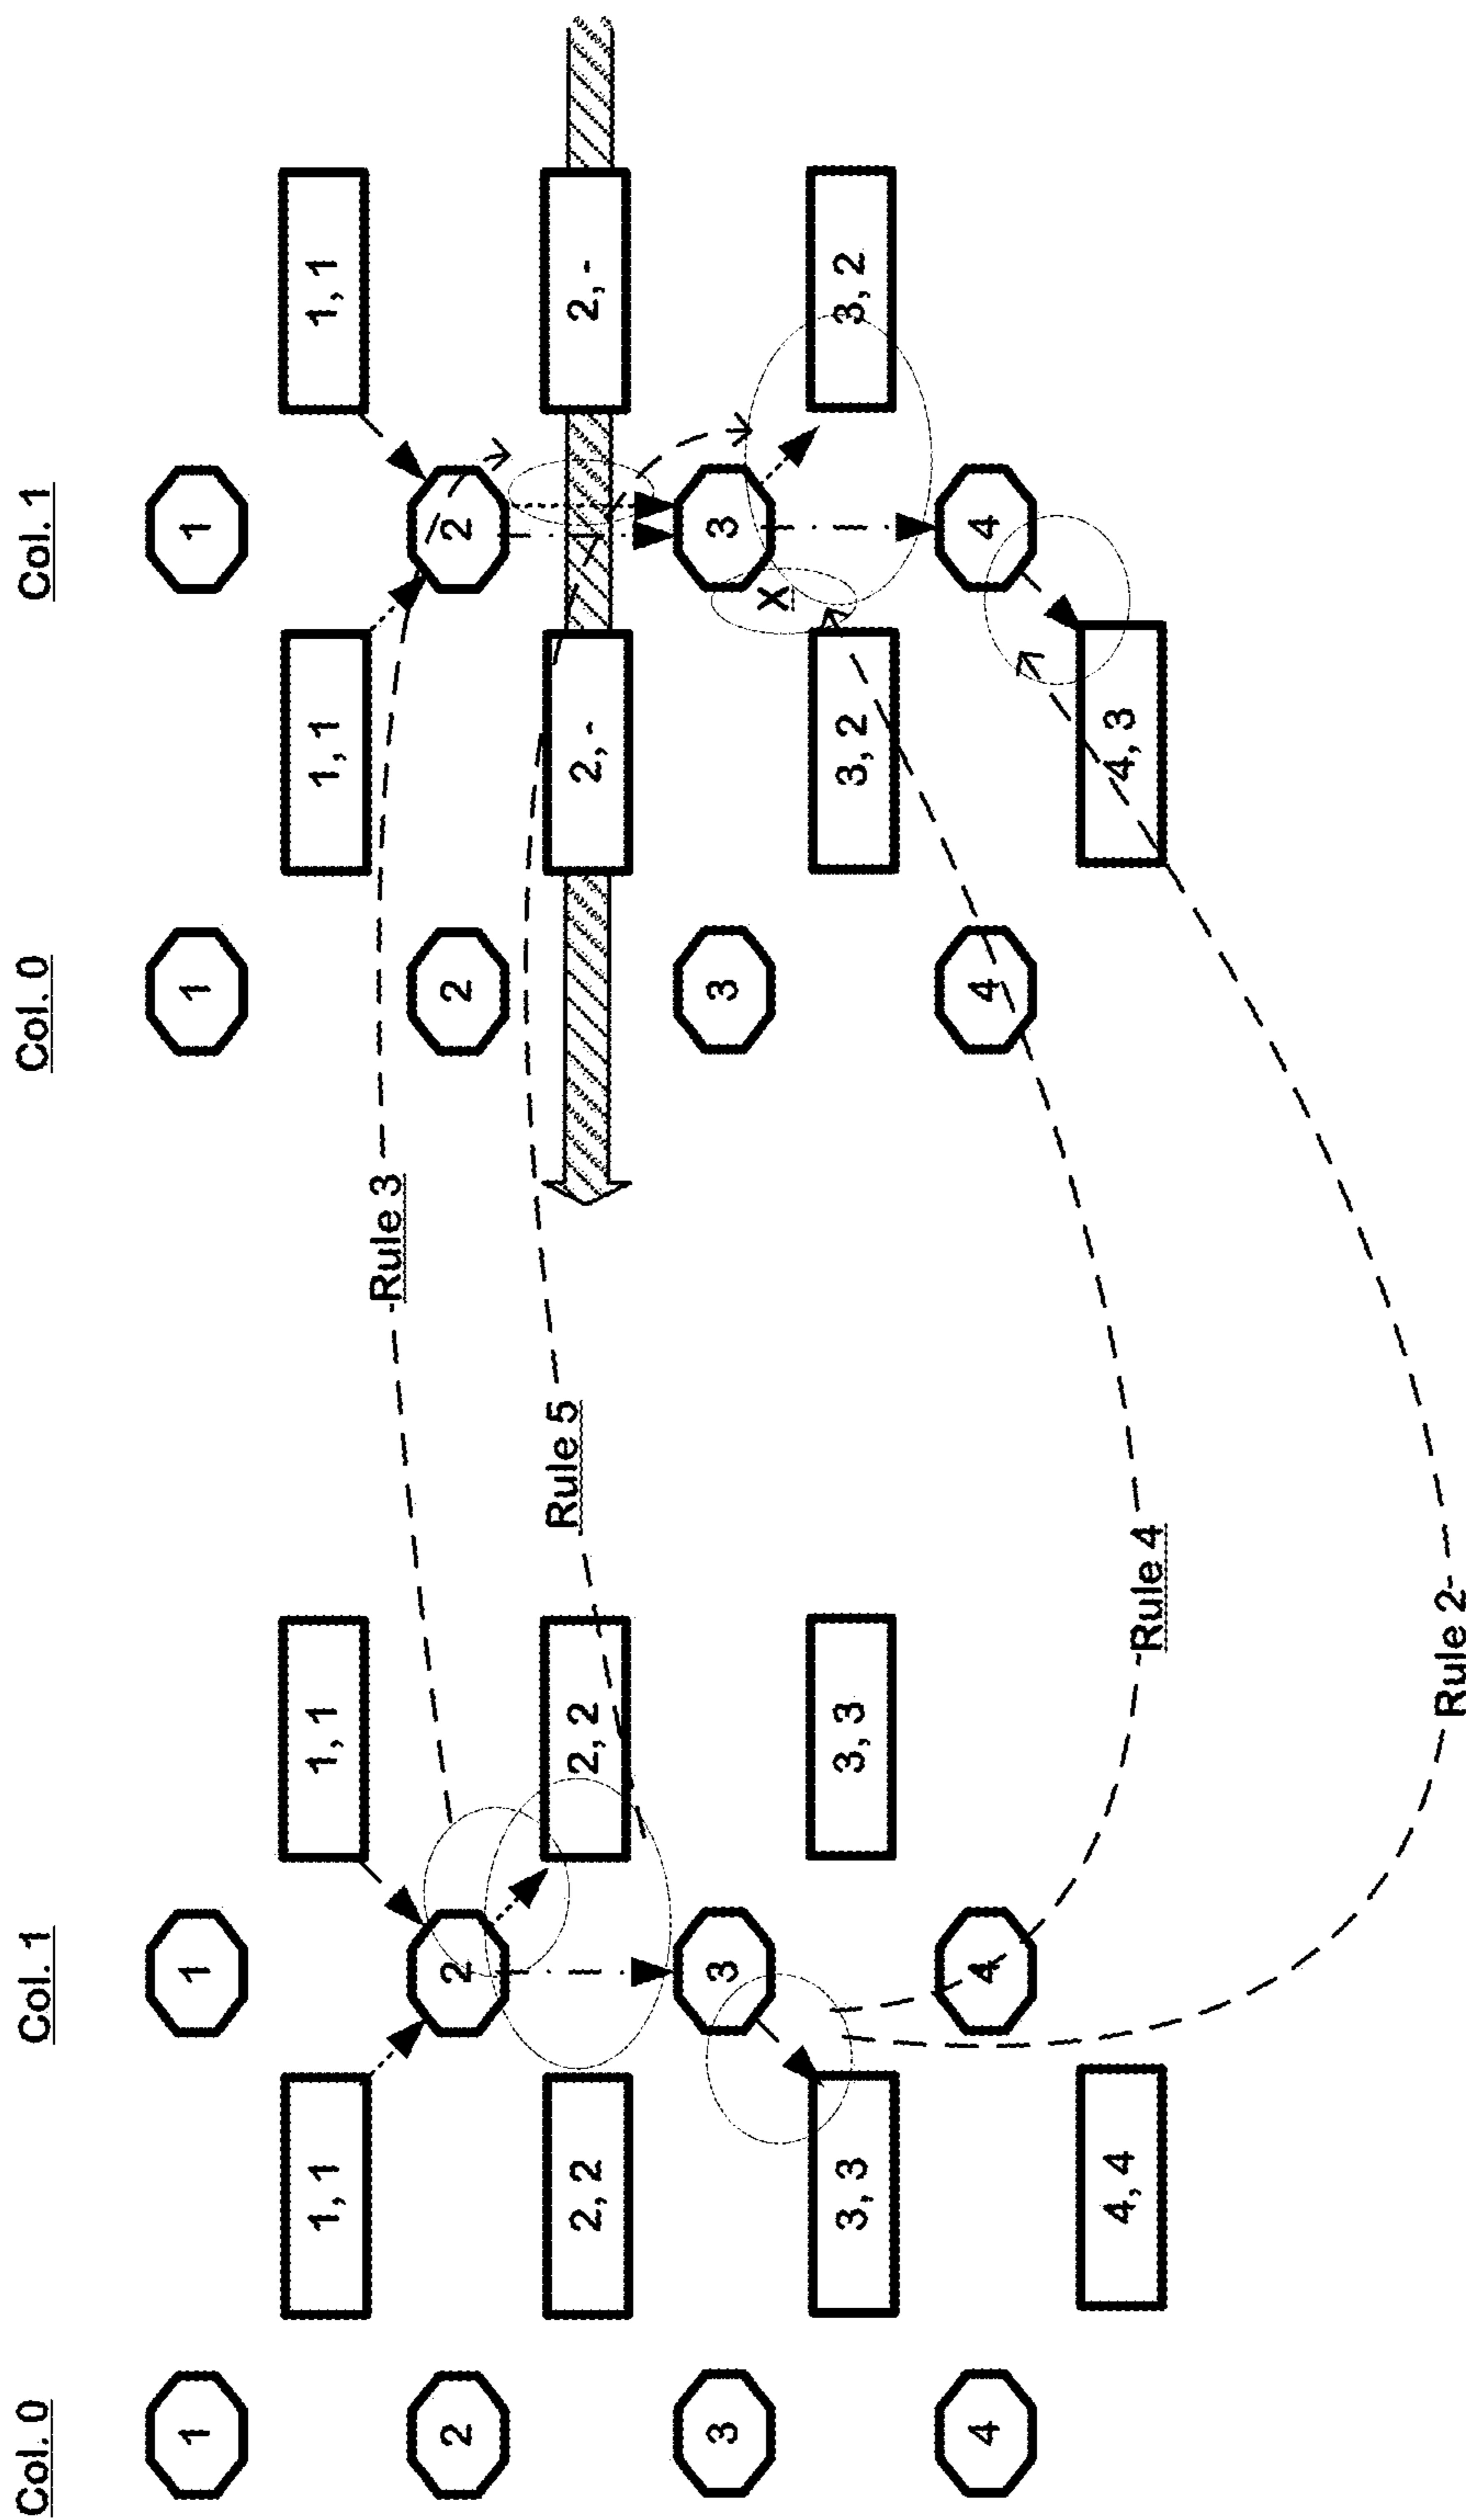 Col. 0 Col. 1 Col. 0 Col. 1
1 1 1 1
1,1 1,1 1,1 1,1
Rule 3
2 2 2 2
Rule 5
2,2 2,2 2,- 2,-
3 3 3 3
X
3,3 3,3 3,2 3,2
4 4 4 4
4,4 4,3
Rule 4
Rule 2